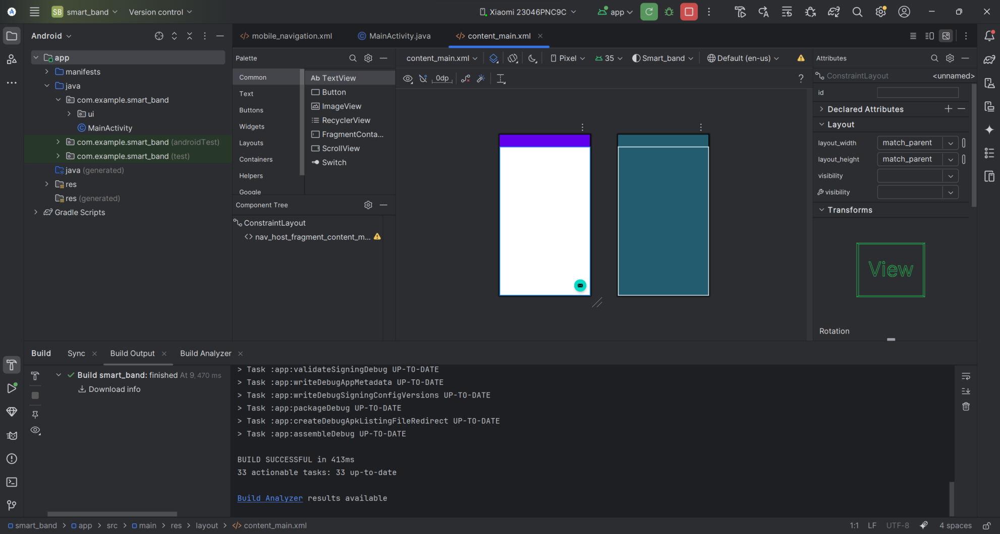 SB smart_band Version control Xiaomi 23046PNC9C app
Android
mobile_navigation.xml MainActivity.java content_main.xml
app
manifests
java
com.example.smart_band
ui
MainActivity
com.example.smart_band (androidTest)
com.example.smart_band (test)
java (generated)
res
res (generated)
Gradle Scripts
Palette
Common
Text
Buttons
Widgets
Layouts
Containers
Helpers
Google
Ab TextView
Button
ImageView
RecyclerView
FragmentConta...
ScrollView
Switch
Component Tree
ConstraintLayout
nav_host_fragment_content_m...
content_main.xml Pixel 35 Smart_band Default (en-us)
0dp ?
Attributes
ConstraintLayout <unnamed>
id
Declared Attributes
Layout
layout_width match_parent
layout_height match_parent
visibility
visibility
Transforms
View
Rotation
Build Sync Build Output Build Analyzer
Build smart_band: finished At 9, 470 ms
Download info
> Task :app:validateSigningDebug UP-TO-DATE
> Task :app:writeDebugAppMetadata UP-TO-DATE
> Task :app:writeDebugSigningConfigVersions UP-TO-DATE
> Task :app:packageDebug UP-TO-DATE
> Task :app:createDebugApkListingFileRedirect UP-TO-DATE
> Task :app:assembleDebug UP-TO-DATE
BUILD SUCCESSFUL in 413ms
33 actionable tasks: 33 up-to-date
Build Analyzer results available
smart_band > app > src > main > res > layout > content_main.xml
1:1 LF UTF-8 4 spaces